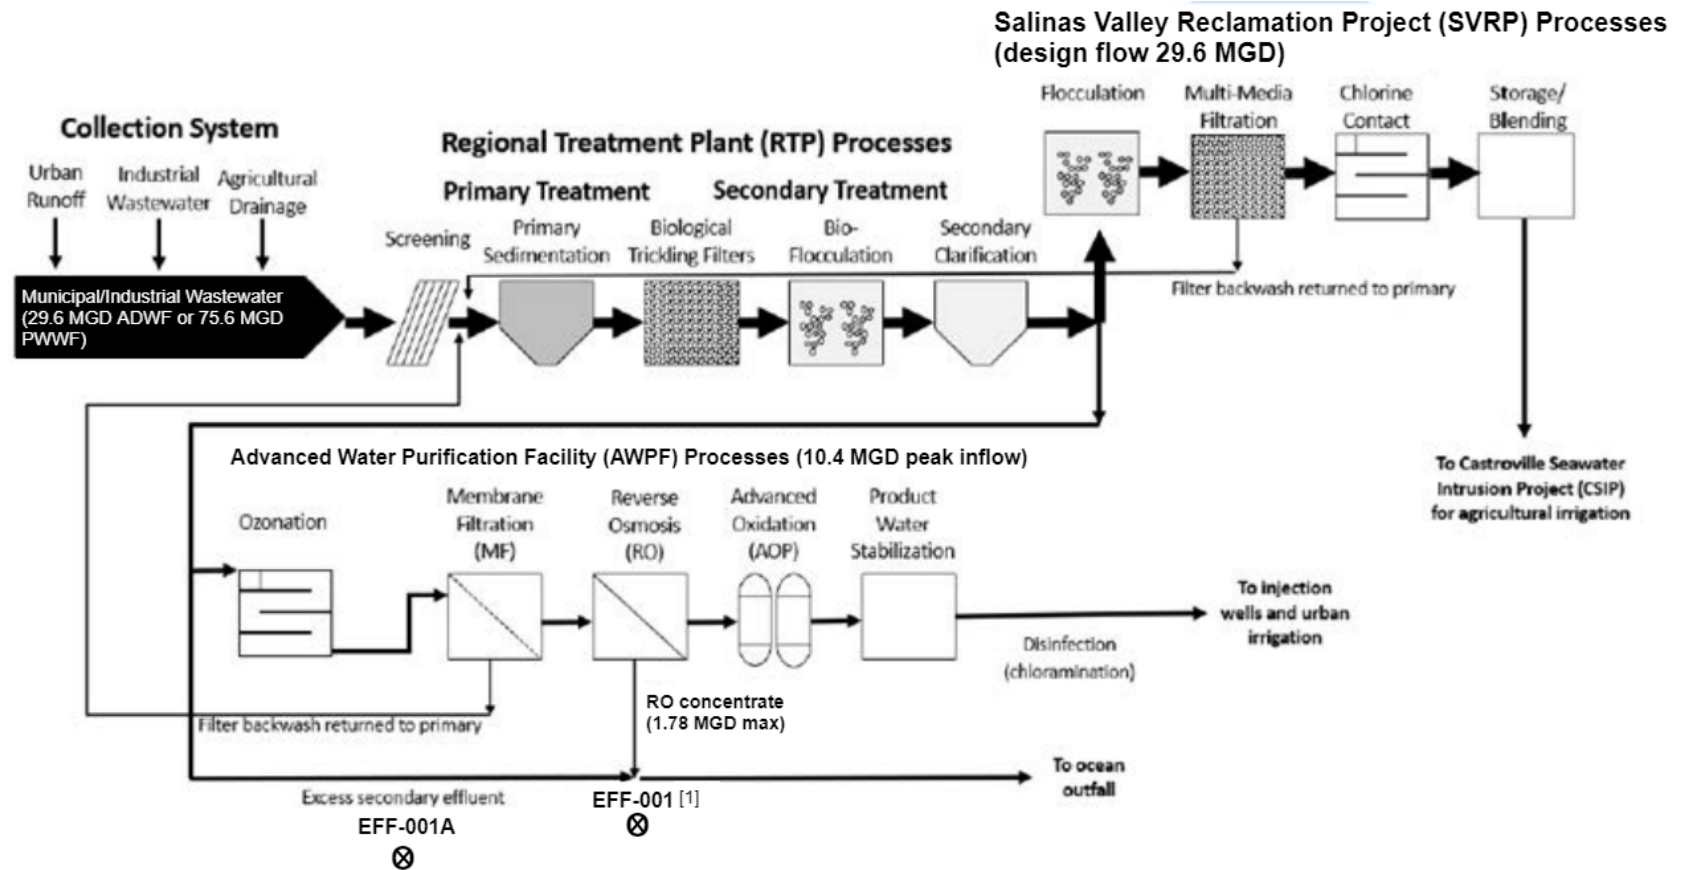 Salinas Valley Reclamation Project (SVRP) Processes
(design flow 29.6 MGD)
Flocculation
Multi-Media
Filtration
Chlorine
Contact
Storage/
Blending
Collection System
Urban
Runoff
Industrial
Wastewater
Agricultural
Drainage
Municipal/Industrial Wastewater
(29.6 MGD ADWF or 75.6 MGD
PWWF)
Regional Treatment Plant (RTP) Processes
Primary Treatment
Secondary Treatment
Screening
Primary
Sedimentation
Biological
Trickling Filters
Bio-
Flocculation
Secondary
Clarification
Filter backwash returned to primary
To Castroville Seawater
Intrusion Project (CSIP)
for agricultural irrigation
Advanced Water Purification Facility (AWPF) Processes (10.4 MGD peak inflow)
Ozonation
Membrane
Filtration
(MF)
Reverse
Osmosis
(RO)
Advanced
Oxidation
(AOP)
Product
Water
Stabilization
To injection
wells and urban
irrigation
Disinfection
(chloramination)
RO concentrate
(1.78 MGD max)
Filter backwash returned to primary
To ocean
outfall
Excess secondary effluent
EFF-001A
EFF-001 [1]